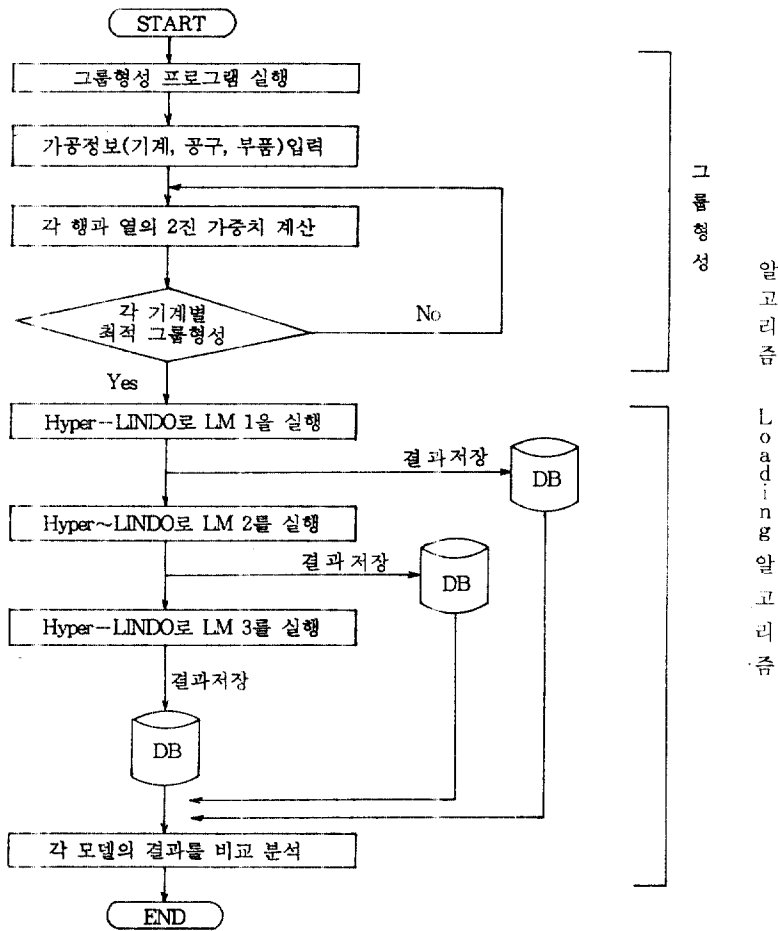 START
그룹형성 프로그램 실행
가공정보(기계, 공구, 부품)입력
각 행과 열의 2진 가중치 계산
각 기계별
최적 그룹형성
No
Yes
Hyper-LINDO로 LM 1을 실행
결과저장
DB
Hyper~LINDO로 LM 2를 실행
결과저장
DB
Hyper-LINDO로 LM 3를 실행
결과저장
DB
각 모델의 결과를 비교 분석
END
그룹형성
알고리즘
Loading 알고리즘